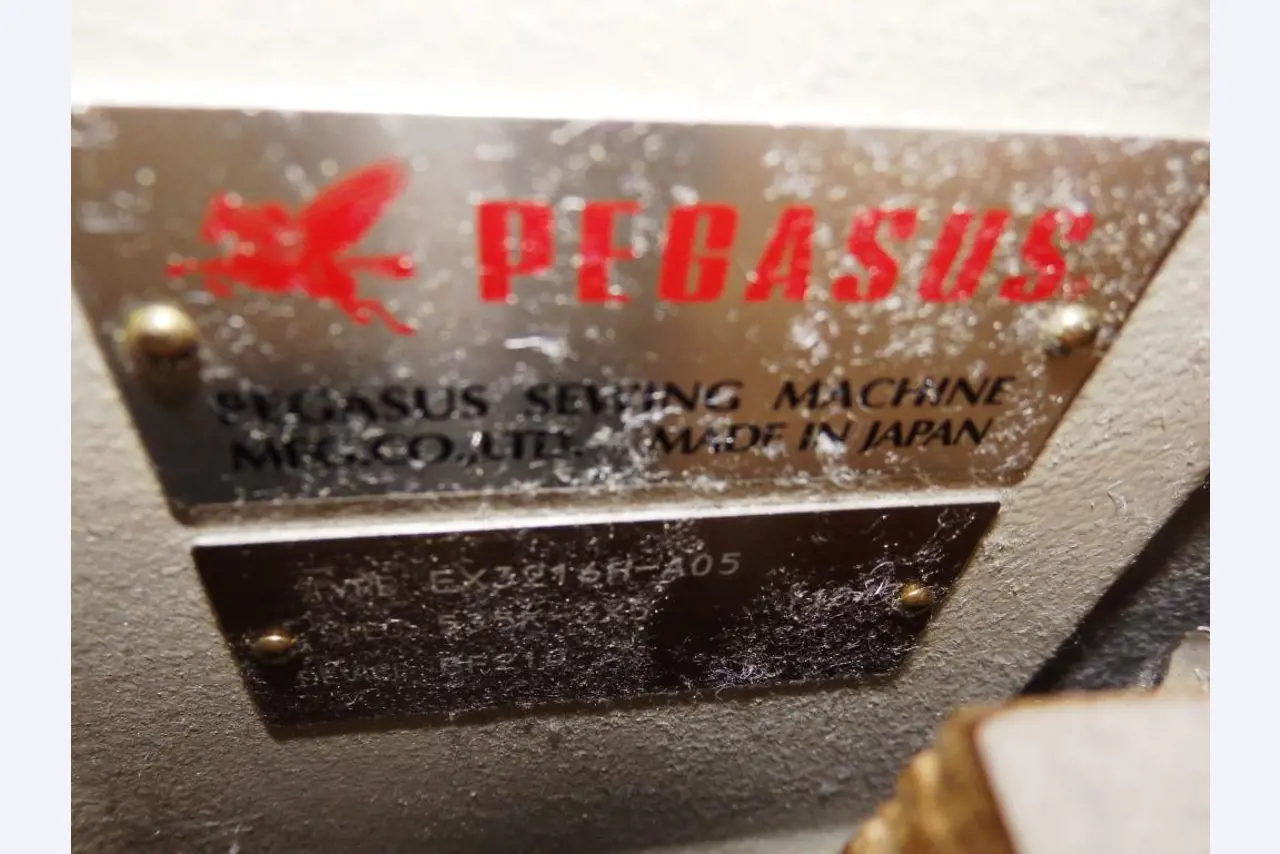 PEGASUS
PEGASUS SEWING MACHINE
MFG.CO.,LTD. MADE IN JAPAN
TYPE EX3216H-A05